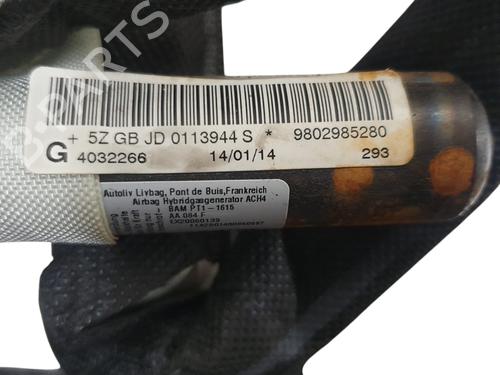 B-PARTS
+ 5Z GB JD 0113944 S * 9802985280
G 4032266 14/01/14 293
Autoliv Livbag, Pont de Buis,Frankreich
Airbag Hybridgasgenerator ACH4
BAM PT1-1615
AA 084 F